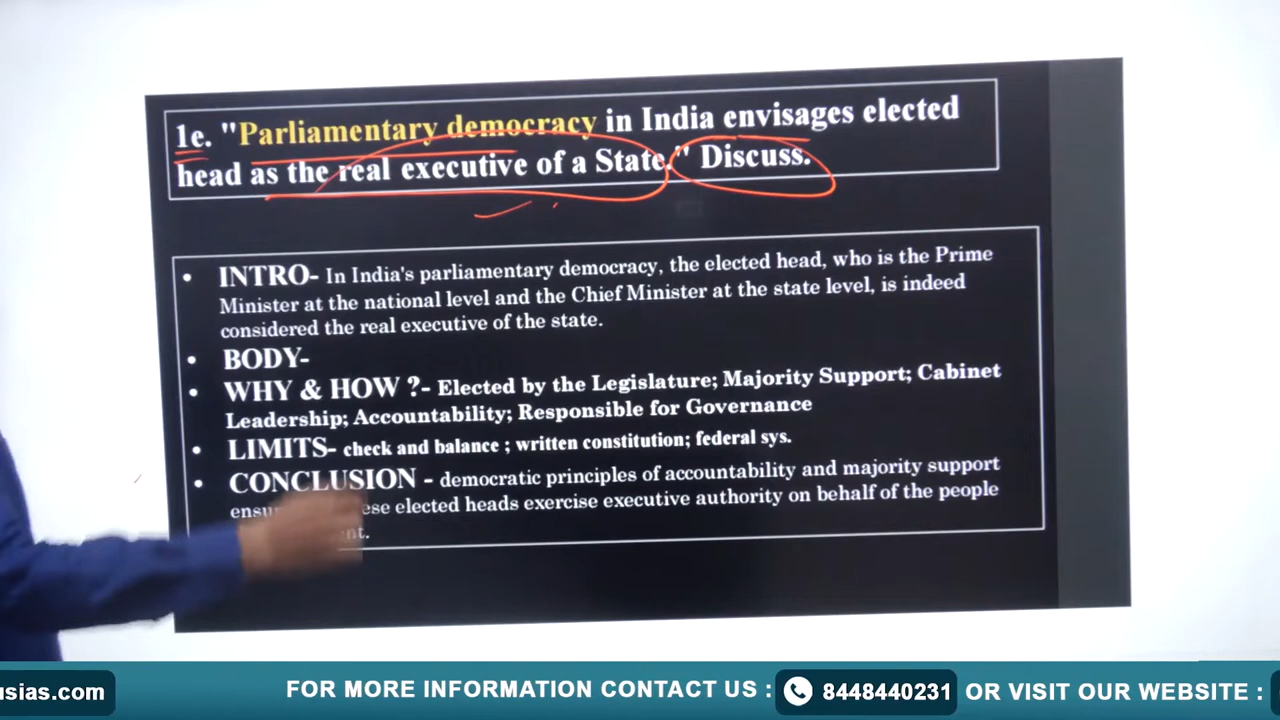 1e. "Parliamentary democracy in India envisages elected
head as the real executive of a State." Discuss.
• INTRO- In India's parliamentary democracy, the elected head, who is the Prime
Minister at the national level and the Chief Minister at the state level, is indeed
considered the real executive of the state.
• BODY-
• WHY & HOW ?- Elected by the Legislature; Majority Support; Cabinet
Leadership; Accountability; Responsible for Governance
• LIMITS- check and balance ; written constitution; federal sys.
• CONCLUSION - democratic principles of accountability and majority support
elected heads exercise executive authority on behalf of the people
usias.com
FOR MORE INFORMATION CONTACT US : 8448440231 OR VISIT OUR WEBSITE :